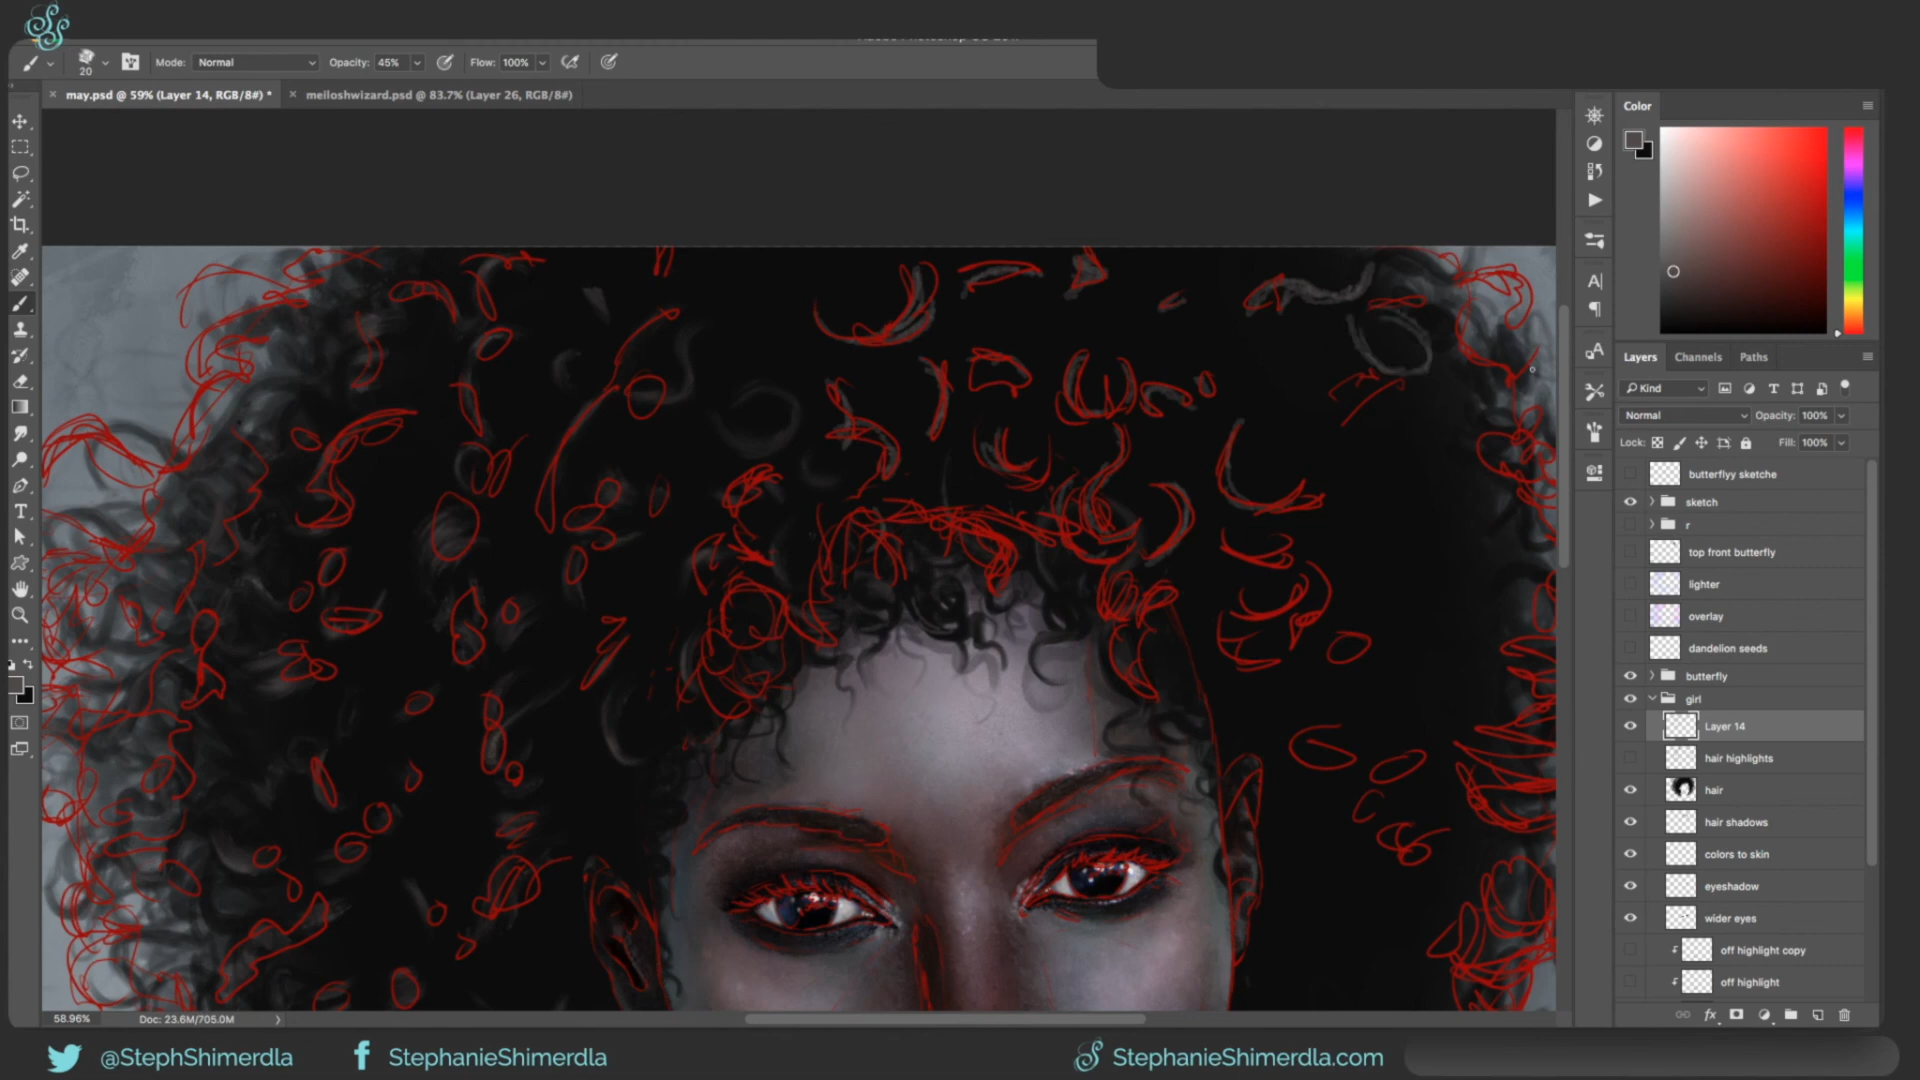 20
Mode: Normal
Opacity: 45%
Flow: 100%
× may.psd @ 59% (Layer 14, RGB/8#) *
× meiloshwizard.psd @ 83.7% (Layer 26, RGB/8#)
Color
Layers Channels Paths
Kind
Normal Opacity: 100%
Lock: Fill: 100%
butterflyy sketche
sketch
r
top front butterfly
lighter
overlay
dandelion seeds
butterfly
girl
Layer 14
hair highlights
hair
hair shadows
colors to skin
eyeshadow
wider eyes
off highlight copy
off highlight
58.96% Doc: 23.6M/705.0M
@StephShimerdla
StephanieShimerdla
StephanieShimerdla.com